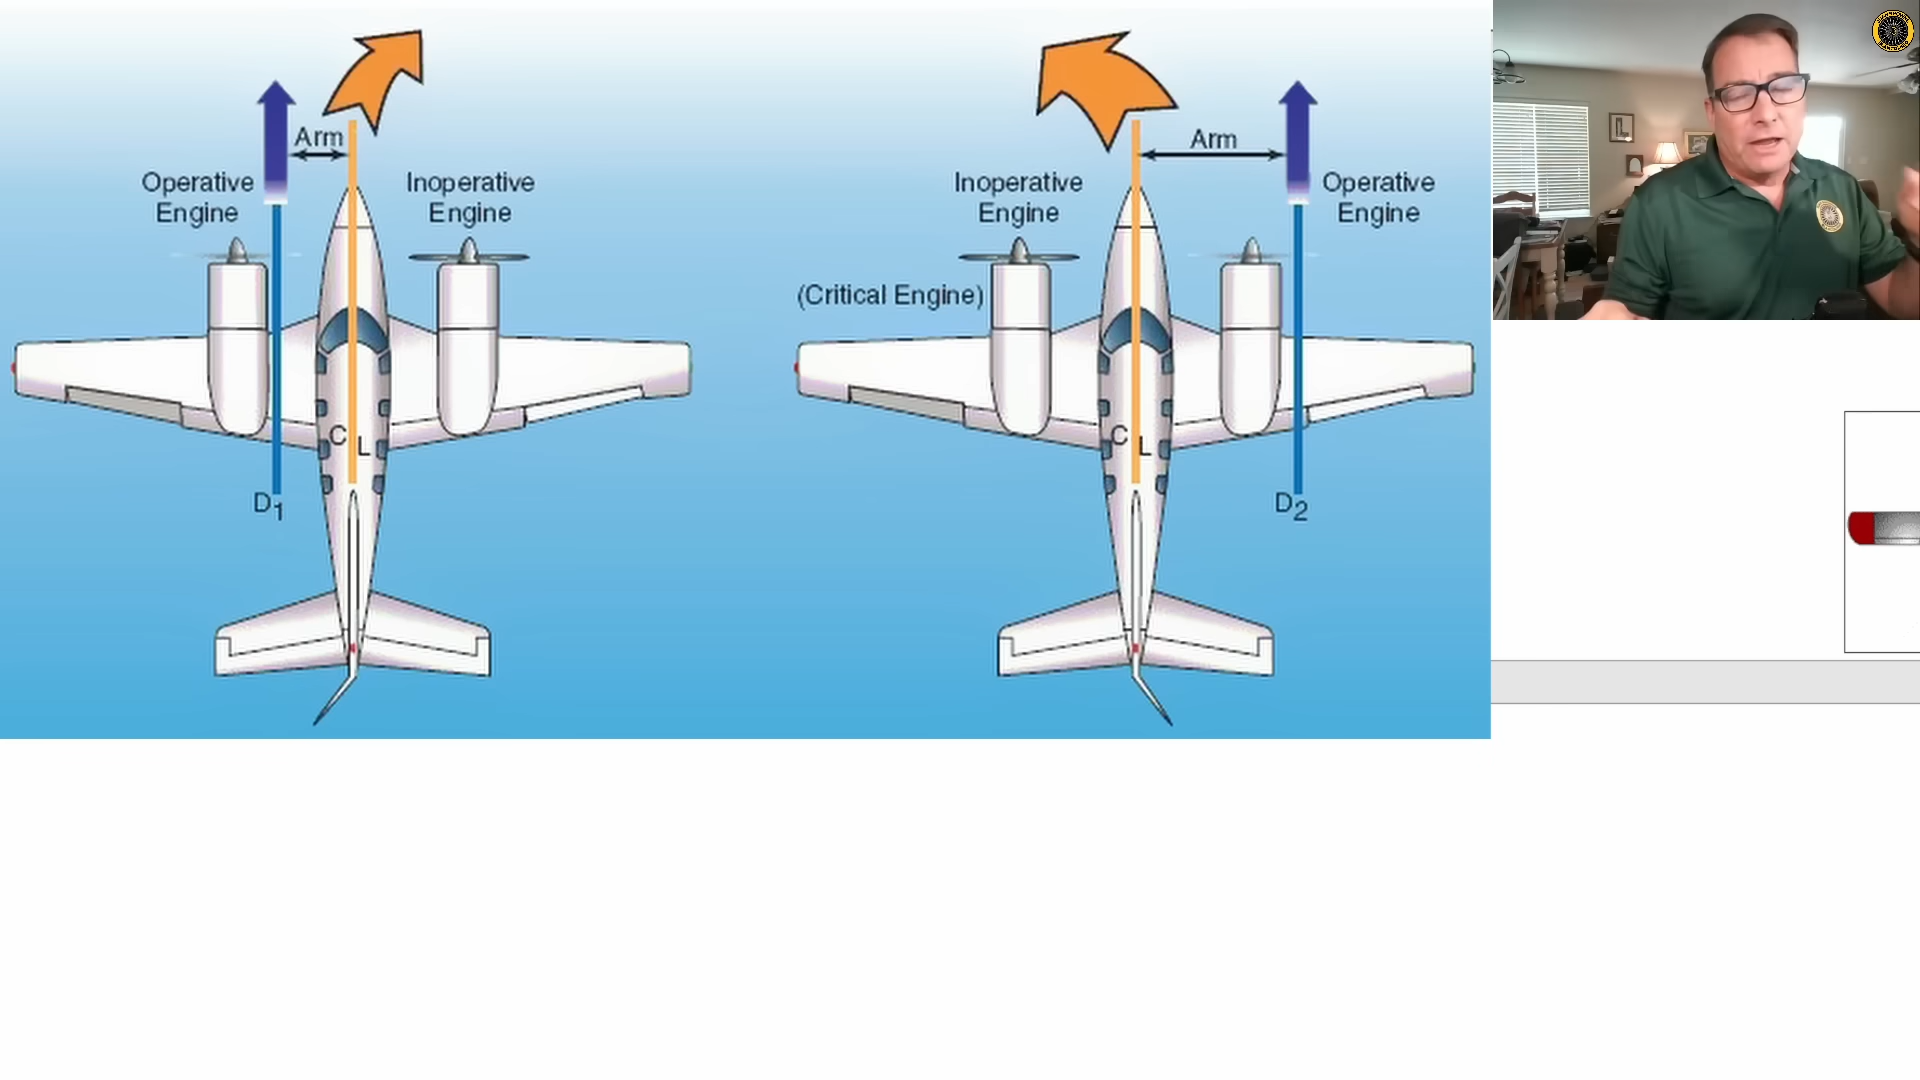 Arm
Operative
Engine
Inoperative
Engine
C
L
D1
Arm
Inoperative
Engine
Operative
Engine
(Critical Engine)
C
L
D2